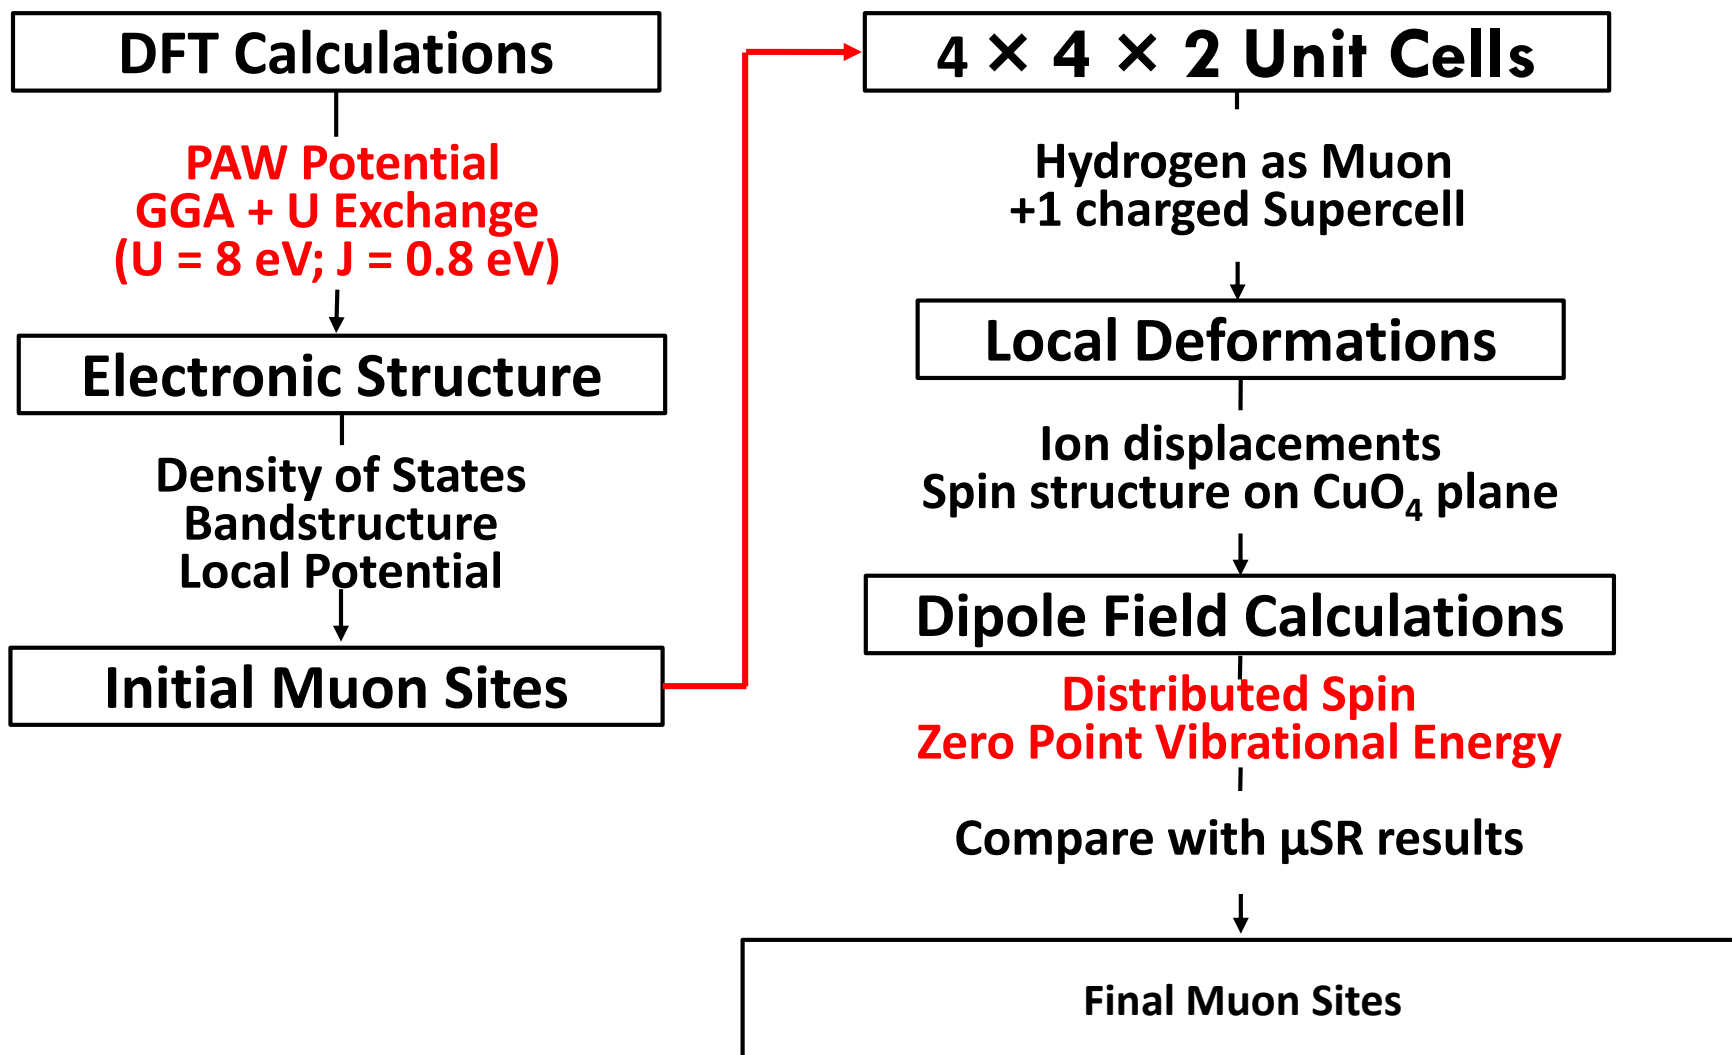 DFT Calculations
PAW Potential
GGA + U Exchange
(U = 8 eV; J = 0.8 eV)
Electronic Structure
Density of States
Bandstructure
Local Potential
Initial Muon Sites
4 × 4 × 2 Unit Cells
Hydrogen as Muon
+1 charged Supercell
Local Deformations
Ion displacements
Spin structure on CuO₄ plane
Dipole Field Calculations
Distributed Spin
Zero Point Vibrational Energy
Compare with μSR results
Final Muon Sites